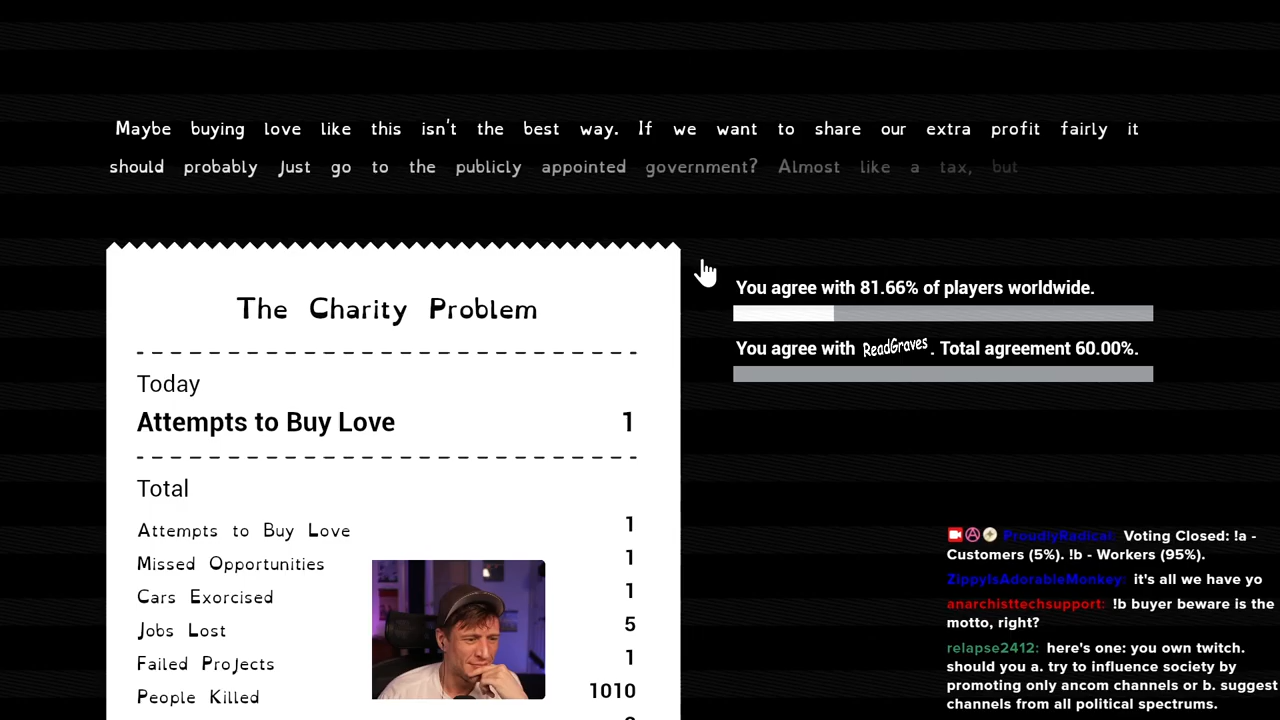 Maybe buying love like this isn't the best way. If we want to share our extra profit fairly it
should probably Just go to the publicly appointed government? Almost like a tax, but
The Charity Problem
Today
Attempts to Buy Love 1
Total
Attempts to Buy Love 1
Missed Opportunities 1
Cars Exorcised 1
Jobs Lost 5
Failed ProJects 1
People Killed 1010
You agree with 81.66% of players worldwide.
You agree with ReadGraves. Total agreement 60.00%.
ProudlyRadical: Voting Closed: !a -
Customers (5%). !b - Workers (95%).
ZippyIsAdorableMonkey: it's all we have yo
anarchisttechsupport: !b buyer beware is the
motto, right?
relapse2412: here's one: you own twitch.
should you a. try to influence society by
promoting only ancom channels or b. suggest
channels from all political spectrums.